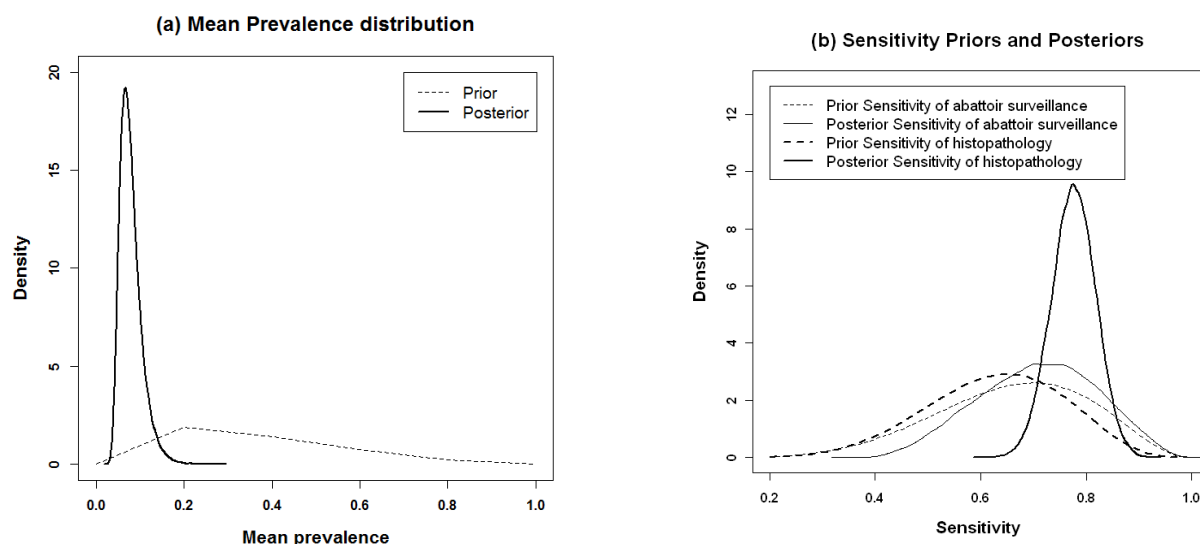 (a) Mean Prevalence distribution
20
15
10
5
0
Density
Prior
Posterior
0.0 0.2 0.4 0.6 0.8 1.0
Mean prevalence
(b) Sensitivity Priors and Posteriors
12
10
8
6
4
2
0
Density
Prior Sensitivity of abattoir surveillance
Posterior Sensitivity of abattoir surveillance
Prior Sensitivity of histopathology
Posterior Sensitivity of histopathology
0.2 0.4 0.6 0.8 1.0
Sensitivity